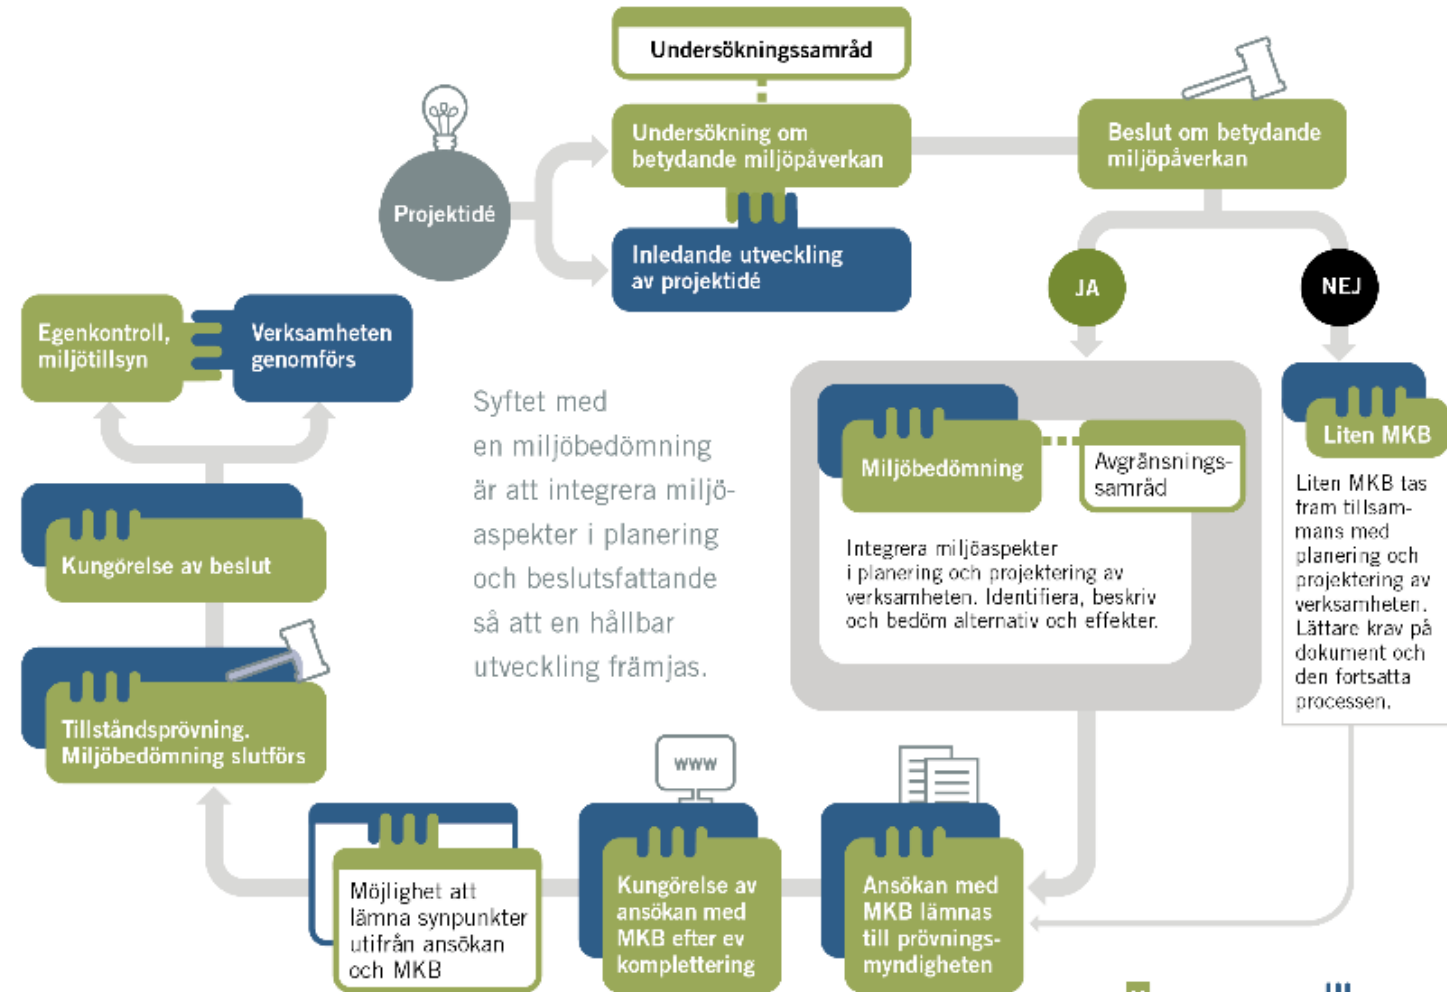 Undersökningssamråd
Undersökning om
betydande miljöpåverkan
Beslut om betydande
miljöpåverkan
Projektidé
Inledande utveckling
av projektidé
JA
NEJ
Egenkontroll,
miljötillsyn
Verksamheten
genomförs
Syftet med
en miljöbedömning
är att integrera miljö-
aspekter i planering
och beslutsfattande
så att en hållbar
utveckling främjas.
Miljöbedömning
Avgränsnings-
samråd
Integrera miljöaspekter
i planering och projektering av
verksamheten. Identifiera, beskriv
och bedöm alternativ och effekter.
Liten MKB
Liten MKB tas
fram tillsam-
mans med
planering och
projektering av
verksamheten.
Lättare krav på
dokument och
den fortsatta
processen.
Kungörelse av beslut
Tillståndsprövning.
Miljöbedömning slutförs
www
Möjlighet att
lämna synpunkter
utifrån ansökan
och MKB
Kungörelse av
ansökan med
MKB efter ev
komplettering
Ansökan med
MKB lämnas
till prövnings-
myndigheten